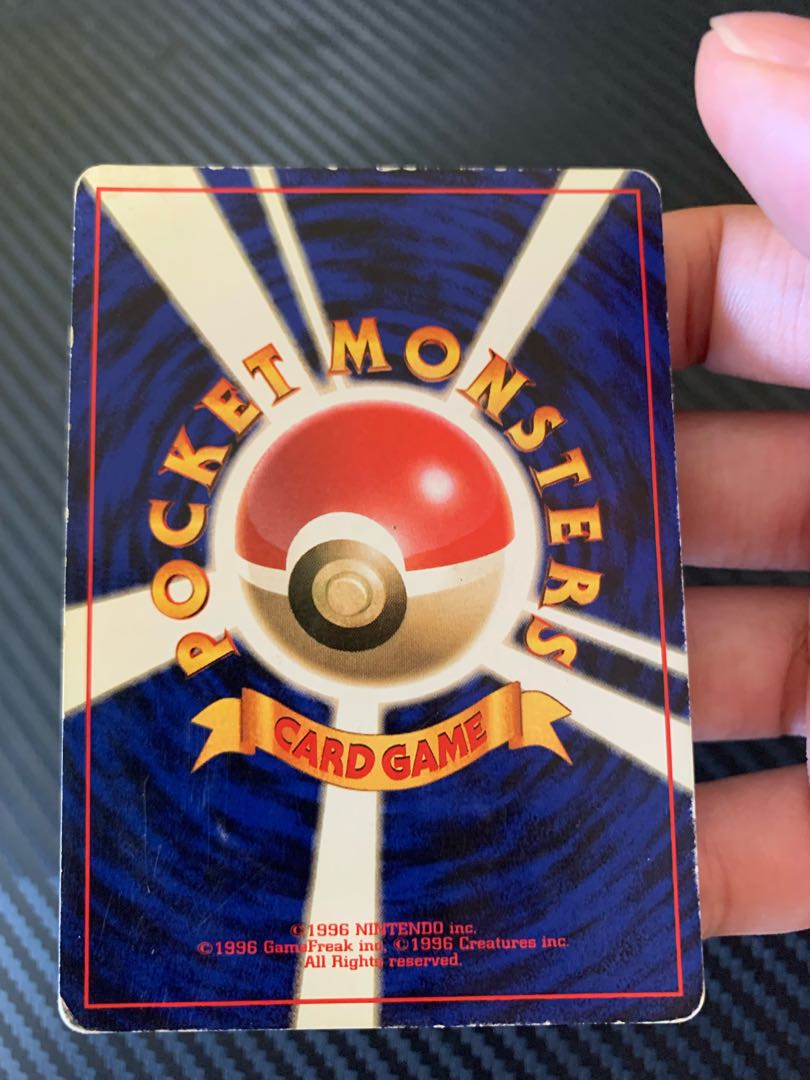 POCKET MONSTERS
CARD GAME
©1996 NINTENDO inc.
©1996 GameFreak inc. ©1996 Creatures inc.
All Rights reserved.